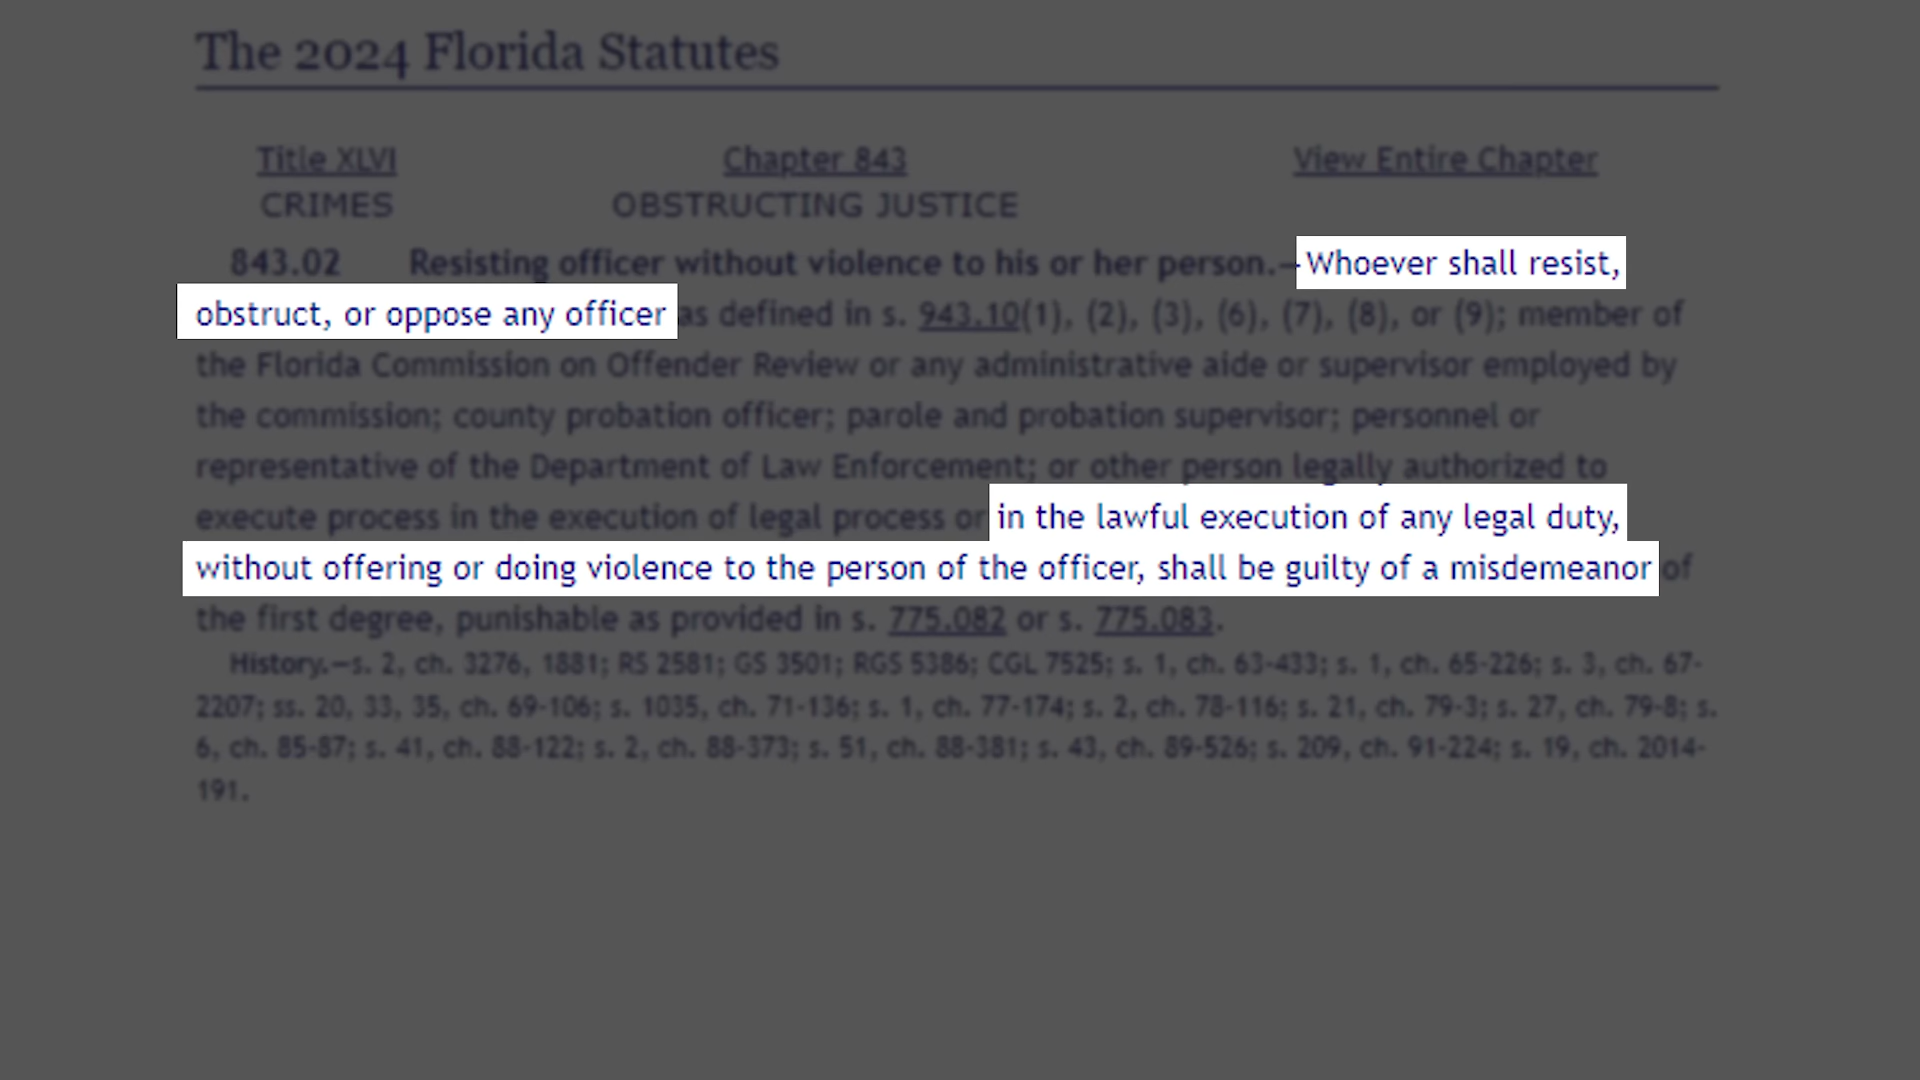 The 2024 Florida Statutes
Title XLVI Chapter 843 View Entire Chapter
CRIMES OBSTRUCTING JUSTICE
843.02 Resisting officer without violence to his or her person.—Whoever shall resist,
obstruct, or oppose any officer as defined in s. 943.10(1), (2), (3), (6), (7), (8), or (9); member of
the Florida Commission on Offender Review or any administrative aide or supervisor employed by
the commission; county probation officer; parole and probation supervisor; personnel or
representative of the Department of Law Enforcement; or other person legally authorized to
execute process in the execution of legal process or in the lawful execution of any legal duty,
without offering or doing violence to the person of the officer, shall be guilty of a misdemeanor of
the first degree, punishable as provided in s. 775.082 or s. 775.083.
History.—s. 2, ch. 3276, 1881; RS 2581; GS 3501; RGS 5386; CGL 7525; s. 1, ch. 63-433; s. 1, ch. 65-226; s. 3, ch. 67-
2207; ss. 20, 33, 35, ch. 69-106; s. 1035, ch. 71-136; s. 1, ch. 77-174; s. 2, ch. 78-116; s. 21, ch. 79-3; s. 27, ch. 79-8; s.
6, ch. 85-87; s. 41, ch. 88-122; s. 2, ch. 88-373; s. 51, ch. 88-381; s. 43, ch. 89-526; s. 209, ch. 91-224; s. 19, ch. 2014-
191.